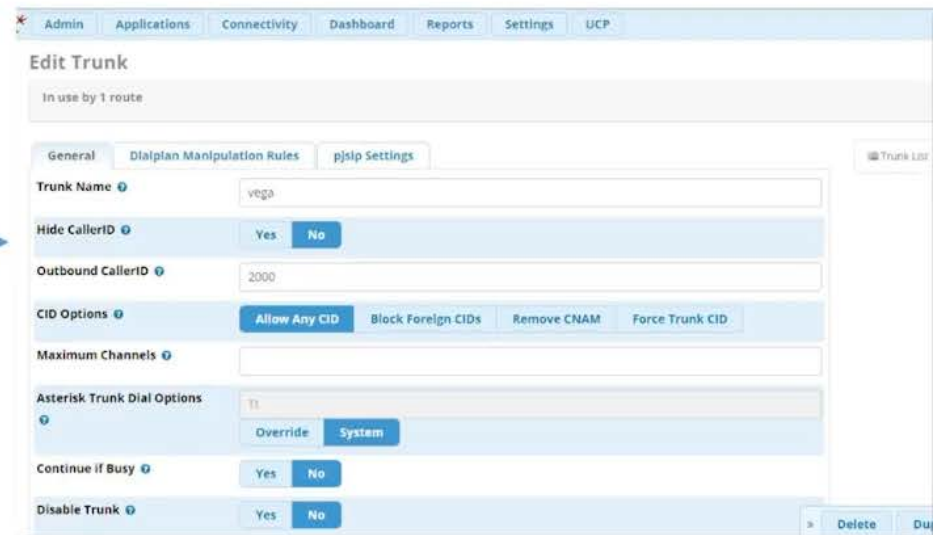 Admin Applications Connectivity Dashboard Reports Settings UCP
Edit Trunk
In use by 1 route
General Dialplan Manipulation Rules pjsip Settings
Trunk List
Trunk Name
vega
Hide CallerID
Yes No
Outbound CallerID
2000
CID Options
Allow Any CID Block Foreign CIDs Remove CNAM Force Trunk CID
Maximum Channels
Asterisk Trunk Dial Options
Override System
Continue if Busy
Yes No
Disable Trunk
Yes No
» Delete